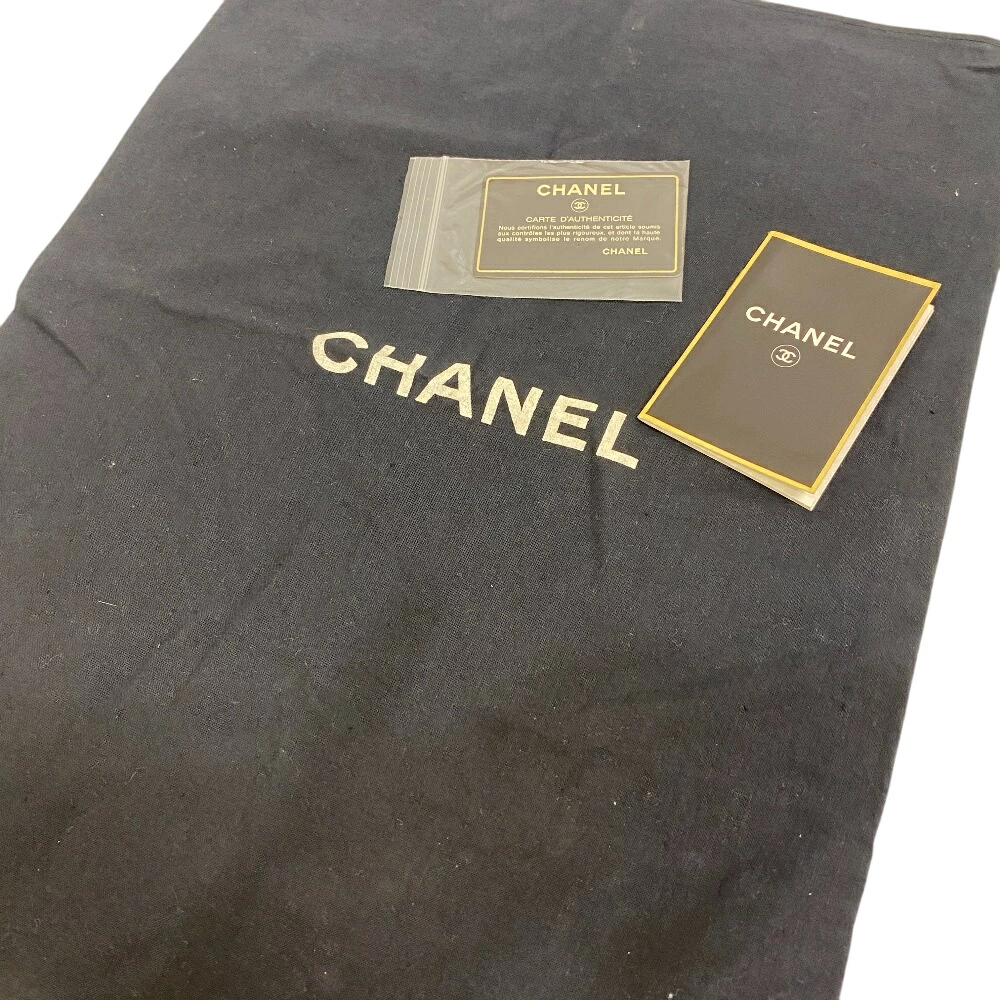 CHANEL
CARTE D'AUTHENTICITÉ
Nous certifions l'authenticité de cet article soumis
aux contrôles les plus rigoureux, et dont la haute
qualité symbolise le renom de notre Marque.
CHANEL
CHANEL
CHANEL